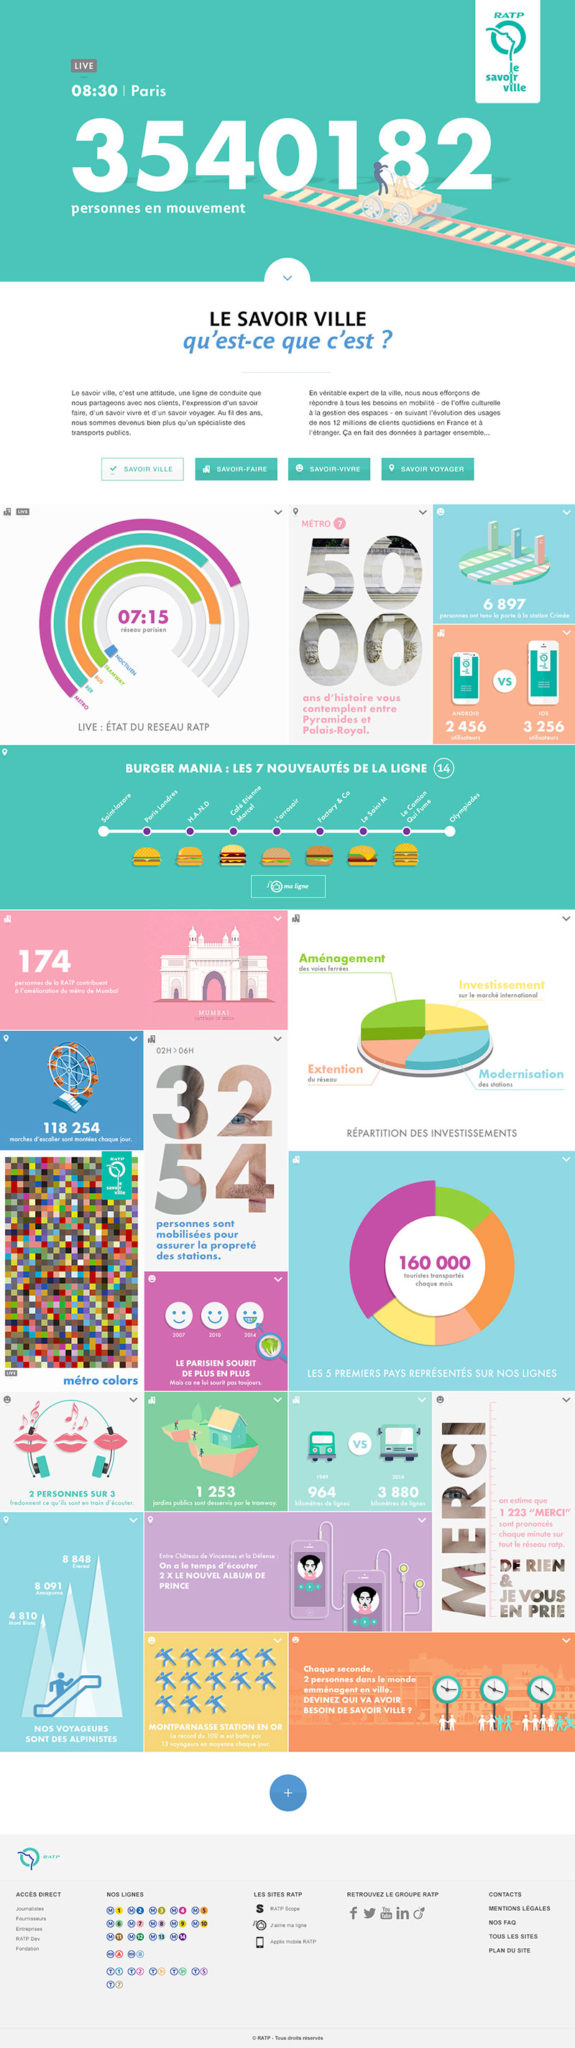 RATP
le
savoir
ville
LIVE
08:30 | Paris
3540182
personnes en mouvement
LE SAVOIR VILLE
qu'est-ce que c'est ?
Le savoir ville, c'est une attitude, une ligne de conduite que
nous partageons avec nos clients, l'expression d'un savoir
faire, d'un savoir vivre et d'un savoir voyager. Au fil des ans,
nous sommes devenus bien plus qu'un spécialiste des
transports publics.
En véritable expert de la ville, nous nous efforçons de
répondre à tous les besoins en mobilité - de l'offre culturelle
à la gestion des espaces - en suivant l'évolution des usages
de nos 12 millions de clients quotidiens en France et à
l'étranger. Ça en fait des données à partager ensemble...
SAVOIR VILLE
SAVOIR-FAIRE
SAVOIR-VIVRE
SAVOIR VOYAGER
LIVE
07:15
réseau parisien
NOCTILIEN
TRAMWAY
BUS
RER
METRO
LIVE : ÉTAT DU RESEAU RATP
MÉTRO 7
50
00
ans d'histoire vous
contemplent entre
Pyramides et
Palais-Royal.
6 897
personnes ont tenu la porte à la station Crimée
VS
ANDROID
2 456
utilisateurs
IOS
3 256
utilisateurs
BURGER MANIA : LES 7 NOUVEAUTÉS DE LA LIGNE 14
Saint-lazare
Paris Londres
H.A.N.D
Café Etienne
Marcel
L'arrosoir
Factory & Co
Le Saint M
Le Camion
Qui Fume
Olympiades
ma ligne
174
personnes de la RATP contribuent
à l'amélioration du métro de Mumbai
MUMBAI
Aménagement
des voies ferrées
Investissement
sur le marché international
Extention
du réseau
Modernisation
des stations
RÉPARTITION DES INVESTISSEMENTS
118 254
marches d'escalier sont montées chaque jour.
02H > 06H
32
54
personnes sont
mobilisées pour
assurer la propreté
des stations.
RATP
le
savoir
ville
LIVE
métro colors
2007
2010
2014
LE PARISIEN SOURIT
DE PLUS EN PLUS
Mais ca ne lui sourit pas toujours.
160 000
touristes transportés
chaque mois
LES 5 PREMIERS PAYS REPRÉSENTÉS SUR NOS LIGNES
2 PERSONNES SUR 3
fredonnent ce qu'ils sont en train d'écouter.
1 253
jardins publics sont desservis par le tramway.
VS
1949
964
kilomètres de lignes
2014
3 880
kilomètres de lignes
MERCI
on estime que
1 223 "MERCI"
sont prononcés
chaque minute sur
tout le réseau ratp.
DE RIEN
&
JE VOUS
EN PRIE
8 848
Everest
8 091
Annapurna
4 810
Mont Blanc
NOS VOYAGEURS
SONT DES ALPINISTES
Entre Château de Vincennes et la Défense :
On a le temps d'écouter
2 X LE NOUVEL ALBUM DE
PRINCE
MONTPARNASSE STATION EN OR
Le record du 100 m est battu par
13 voyageurs en moyenne chaque jour.
Chaque seconde,
2 personnes dans le monde
emménagent en ville.
DEVINEZ QUI VA AVOIR
BESOIN DE SAVOIR VILLE ?
+
RATP
ACCÈS DIRECT
Journalistes
Fournisseurs
Entreprises
RATP Dev
Fondation
NOS LIGNES
M 1 M 2 M 3 M 4 M 5
M 6 M 7 M 8 M 9 M 10
M 11 M 12 M 13 M 14
A B
T 1 T 2 T 3 T 5
T 7
LES SITES RATP
RATP Scope
J'aime ma ligne
Applis mobile RATP
RETROUVEZ LE GROUPE RATP
CONTACTS
MENTIONS LÉGALES
NOS FAQ
TOUS LES SITES
PLAN DU SITE
© RATP - Tous droits réservés